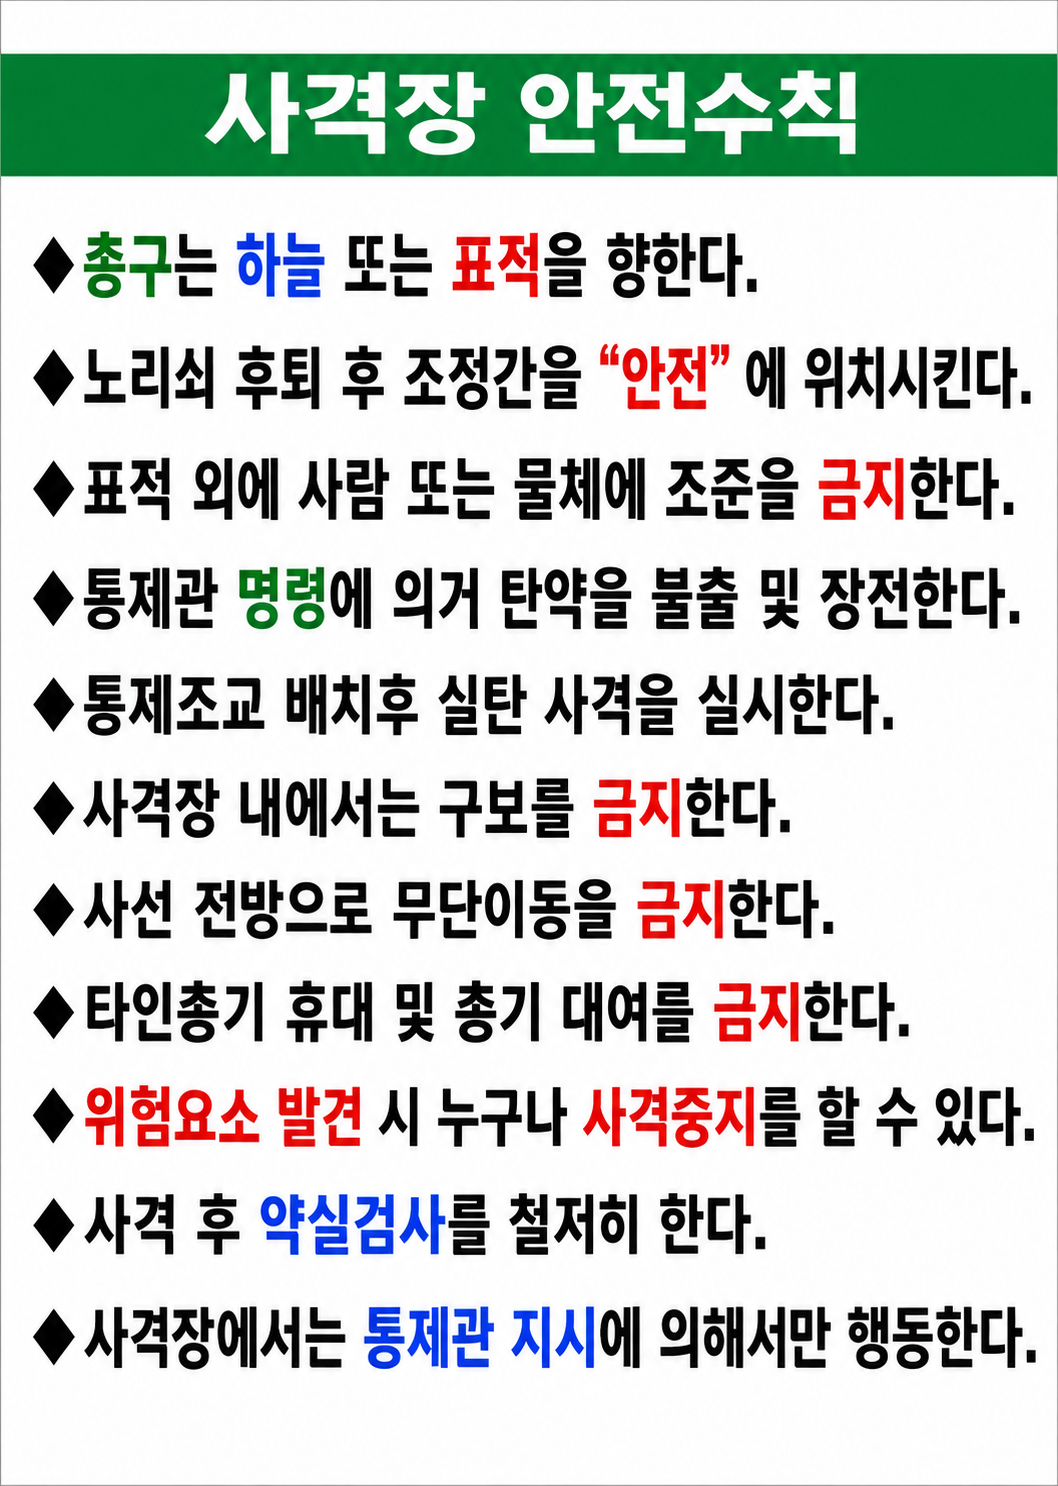 사격장 안전수칙
◆총구는 하늘 또는 표적을 향한다.
◆노리쇠 후퇴 후 조정간을 “안전” 에 위치시킨다.
◆표적 외에 사람 또는 물체에 조준을 금지한다.
◆통제관 명령에 의거 탄약을 불출 및 장전한다.
◆통제조교 배치후 실탄 사격을 실시한다.
◆사격장 내에서는 구보를 금지한다.
◆사선 전방으로 무단이동을 금지한다.
◆타인총기 휴대 및 총기 대여를 금지한다.
◆위험요소 발견 시 누구나 사격중지를 할 수 있다.
◆사격 후 약실검사를 철저히 한다.
◆사격장에서는 통제관 지시에 의해서만 행동한다.